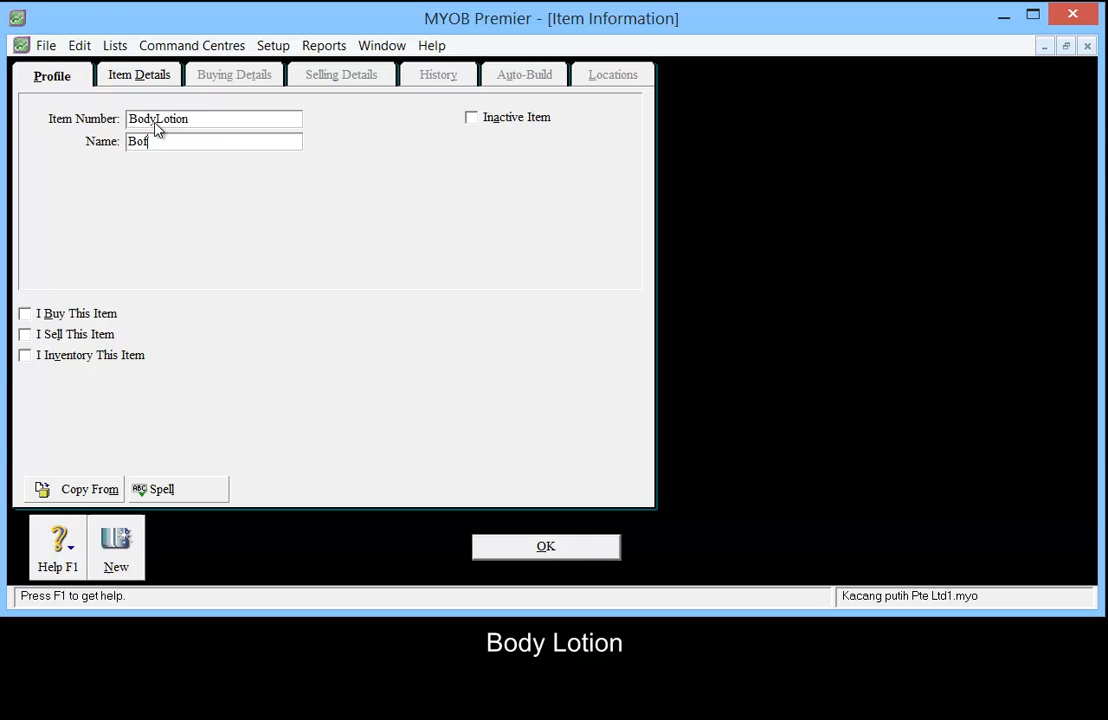 MYOB Premier - [Item Information]
File Edit Lists Command Centres Setup Reports Window Help
Profile Item Details Buying Details Selling Details History Auto-Build Locations
Item Number: BodyLotion Inactive Item
Name: Bof
I Buy This Item
I Sell This Item
I Inventory This Item
Copy From ABC Spell
Help F1 New OK
Press F1 to get help. Kacang putih Pte Ltd1.myo
Body Lotion